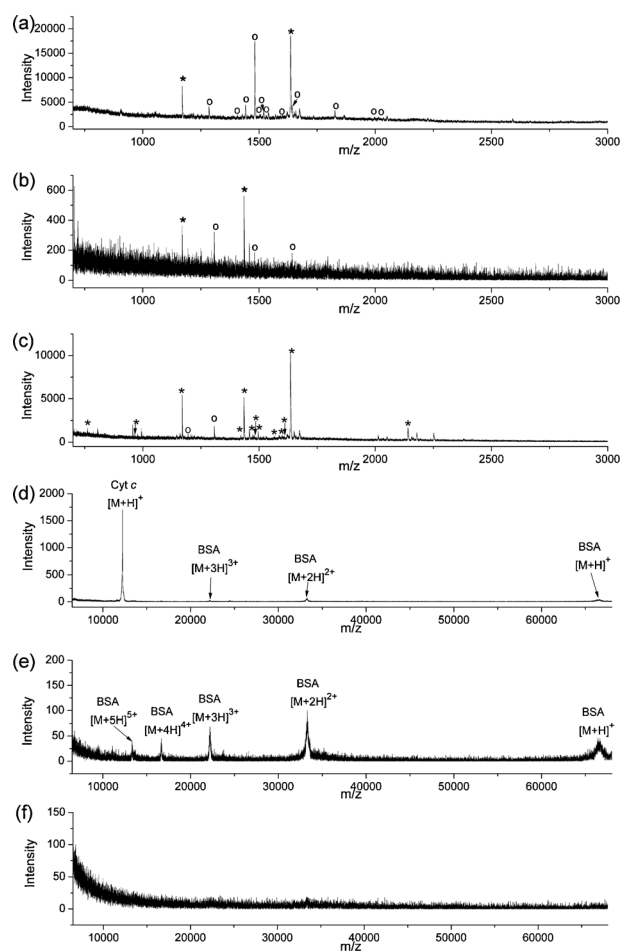 (a)
20000
15000
10000
5000
0
Intensity
* o o o * o o o o o o o o o
1000 1500 2000 2500 3000
m/z
(b)
600
400
200
0
Intensity
* o * o o
1000 1500 2000 2500 3000
m/z
(c)
10000
5000
0
Intensity
* * * o o * * * * * * * * * *
1000 1500 2000 2500 3000
m/z
(d)
2000
1500
1000
500
0
Intensity
Cyt c
[M+H]+
BSA
[M+3H]3+
BSA
[M+2H]2+
BSA
[M+H]+
10000 20000 30000 40000 50000 60000
m/z
(e)
200
150
100
50
0
Intensity
BSA
[M+5H]5+
BSA
[M+4H]4+
BSA
[M+3H]3+
BSA
[M+2H]2+
BSA
[M+H]+
10000 20000 30000 40000 50000 60000
m/z
(f)
150
100
50
0
Intensity
10000 20000 30000 40000 50000 60000
m/z